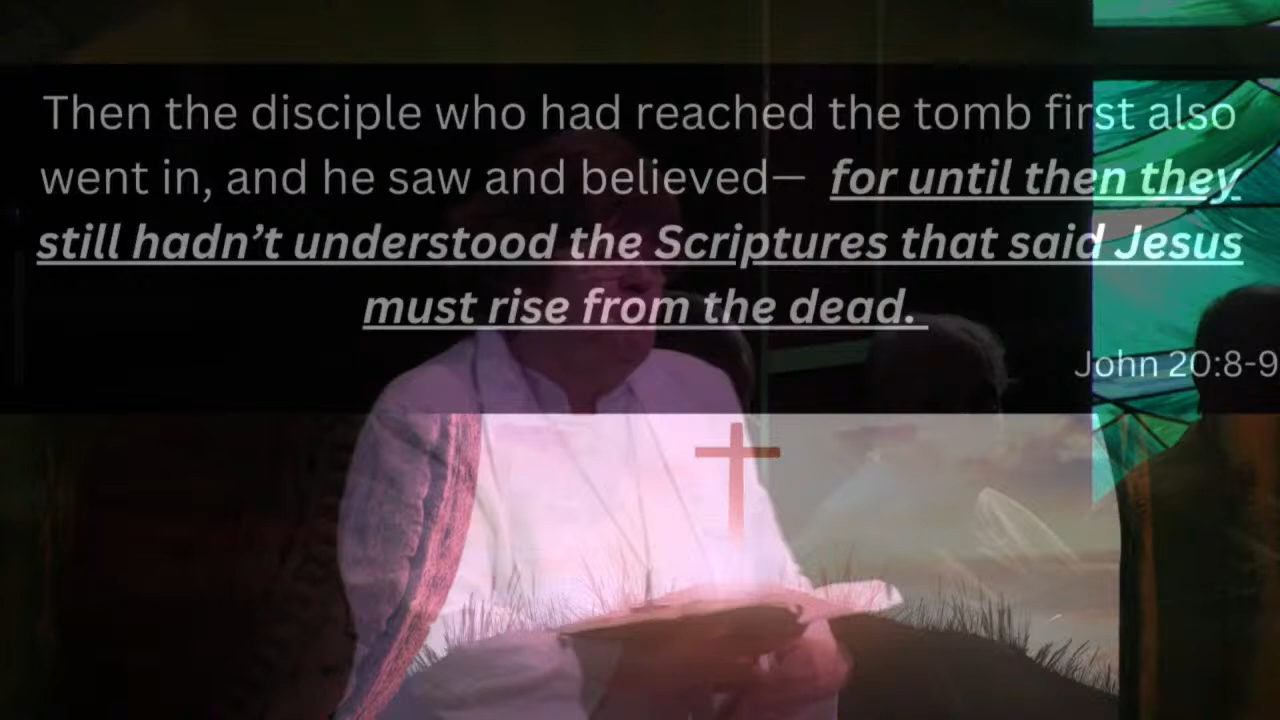 Then the disciple who had reached the tomb first also
went in, and he saw and believed— for until then they
still hadn’t understood the Scriptures that said Jesus
must rise from the dead.
John 20:8-9